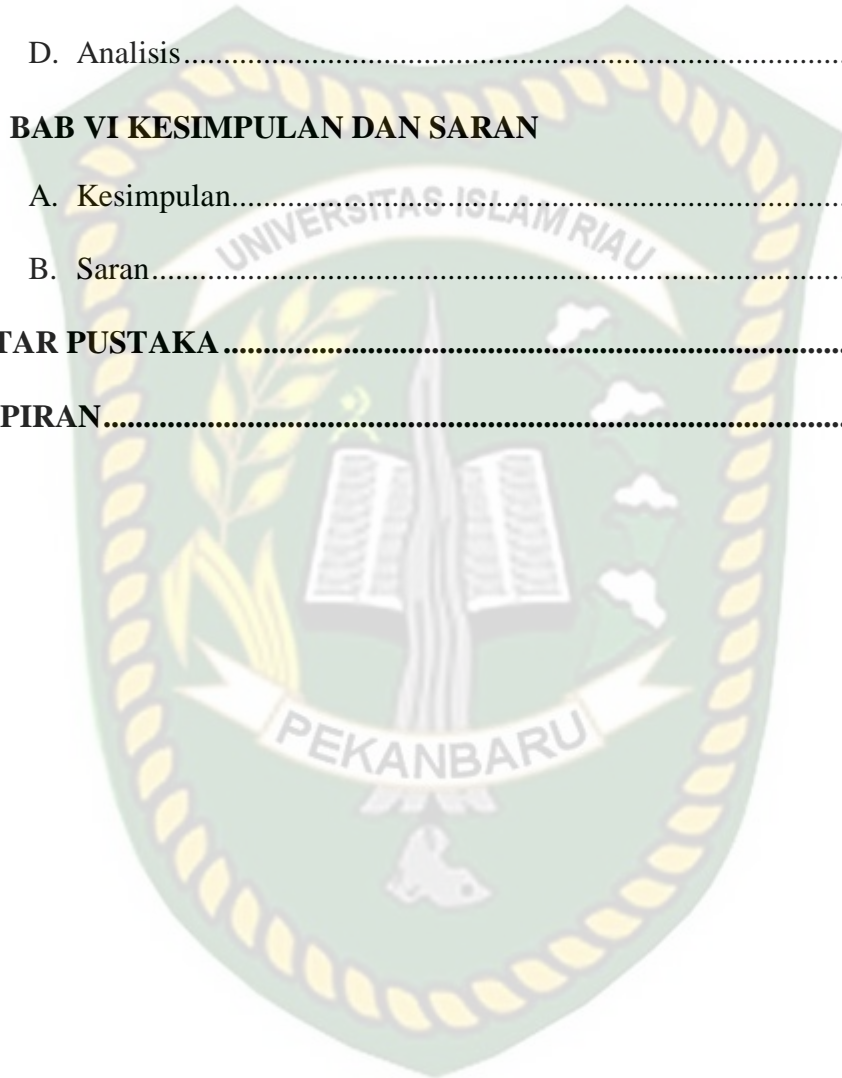 D. Analisis..........................................................................................
BAB VI KESIMPULAN DAN SARAN
A. Kesimpulan....................................................................................
UNIVERSITAS ISLAM RIAU
B. Saran..............................................................................................
TAR PUSTAKA..............................................................................
PIRAN.............................................................................................
PEKANBARU